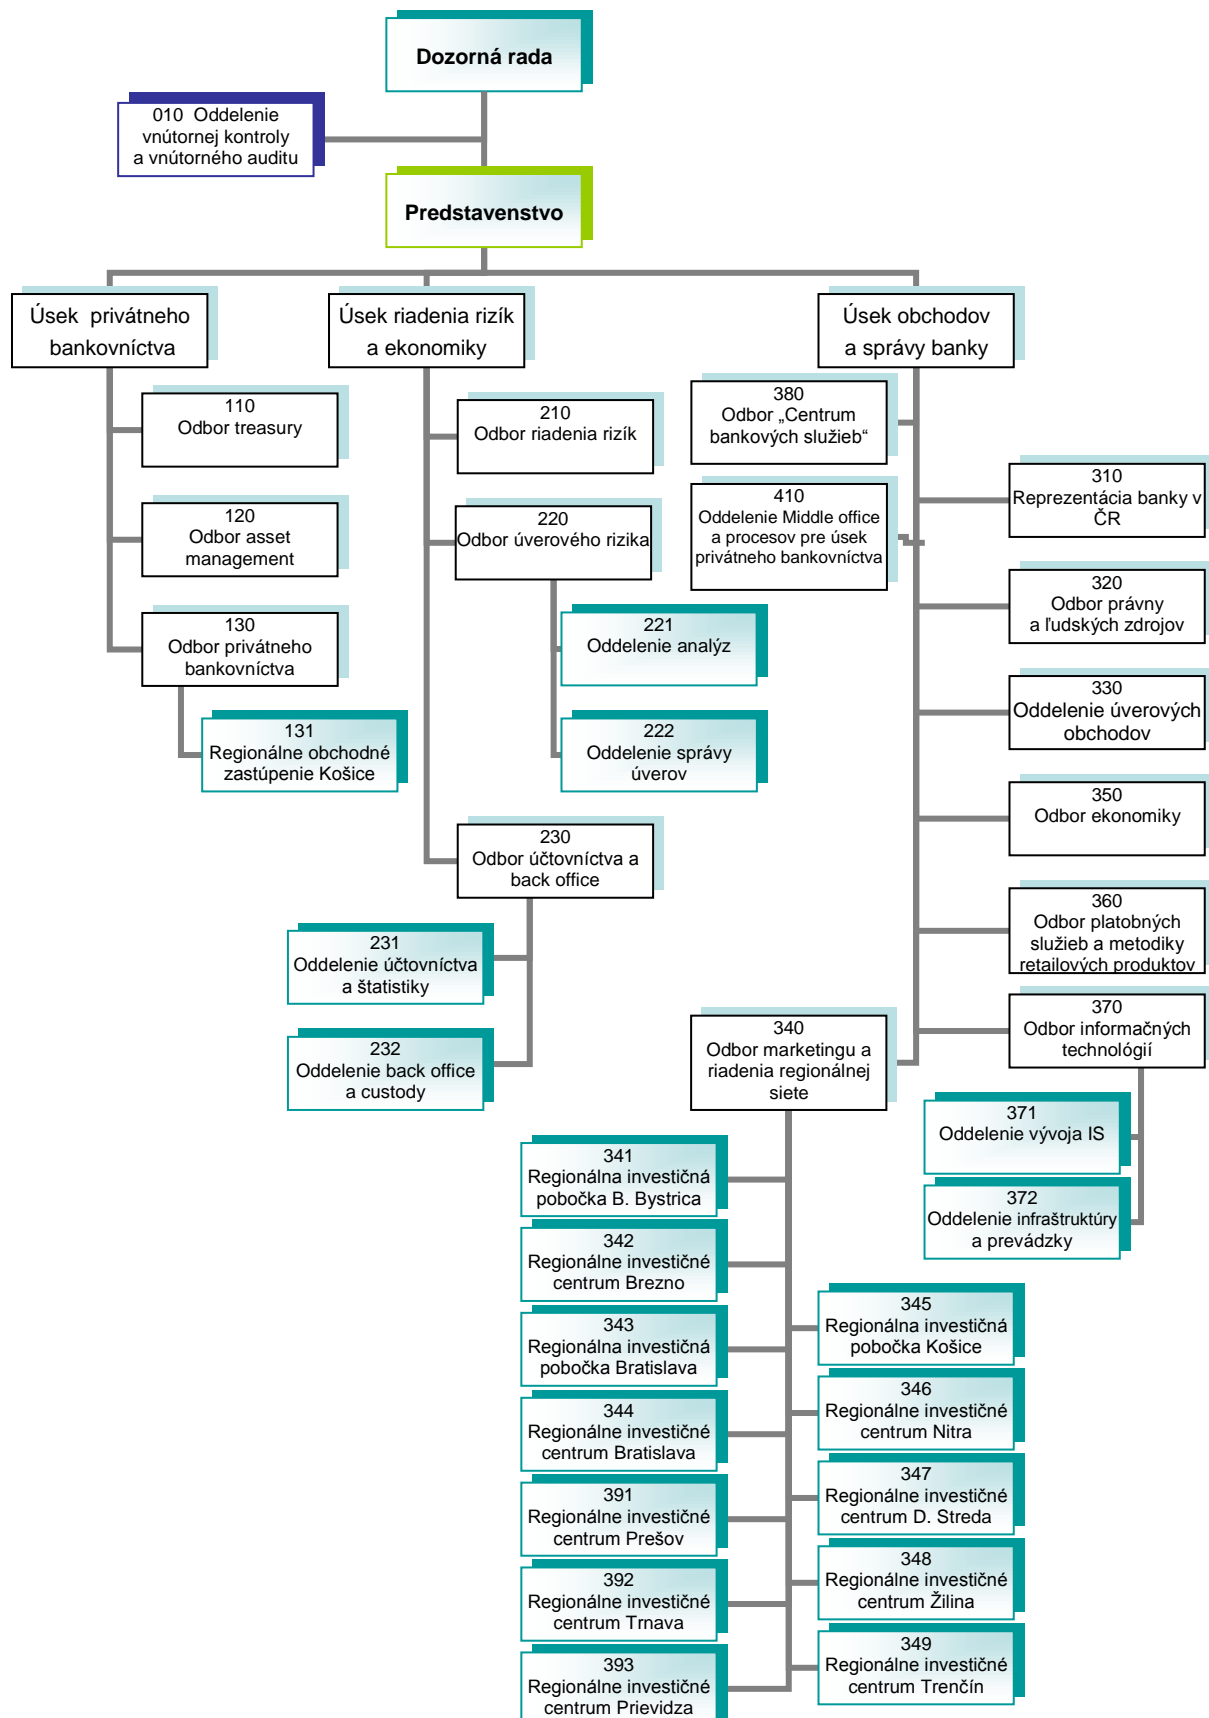 Dozorná rada
010  Oddelenie
vnútornej kontroly
a vnútorného auditu
Predstavenstvo
Úsek  privátneho
bankovníctva
Úsek riadenia rizík
a ekonomiky
Úsek obchodov
a správy banky
110
Odbor treasury
120
Odbor asset
management
130
Odbor privátneho
bankovníctva
131
Regionálne obchodné
zastúpenie Košice
210
Odbor riadenia rizík
220
Odbor úverového rizika
221
Oddelenie analýz
222
Oddelenie správy
úverov
230
Odbor účtovníctva a
back office
231
Oddelenie účtovníctva
a štatistiky
232
Oddelenie back office
a custody
380
Odbor „Centrum
bankových služieb“
410
Oddelenie Middle office
a procesov pre úsek
privátneho bankovníctva
310
Reprezentácia banky v
ČR
320
Odbor právny
a ľudských zdrojov
330
Oddelenie úverových
obchodov
350
Odbor ekonomiky
360
Odbor platobných
služieb a metodiky
retailových produktov
370
Odbor informačných
technológií
371
Oddelenie vývoja IS
372
Oddelenie infraštruktúry
a prevádzky
340
Odbor marketingu a
riadenia regionálnej
siete
341
Regionálna investičná
pobočka B. Bystrica
342
Regionálne investičné
centrum Brezno
343
Regionálna investičná
pobočka Bratislava
344
Regionálne investičné
centrum Bratislava
391
Regionálne investičné
centrum Prešov
392
Regionálne investičné
centrum Trnava
393
Regionálne investičné
centrum Prievidza
345
Regionálna investičná
pobočka Košice
346
Regionálne investičné
centrum Nitra
347
Regionálne investičné
centrum D. Streda
348
Regionálne investičné
centrum Žilina
349
Regionálne investičné
centrum Trenčín